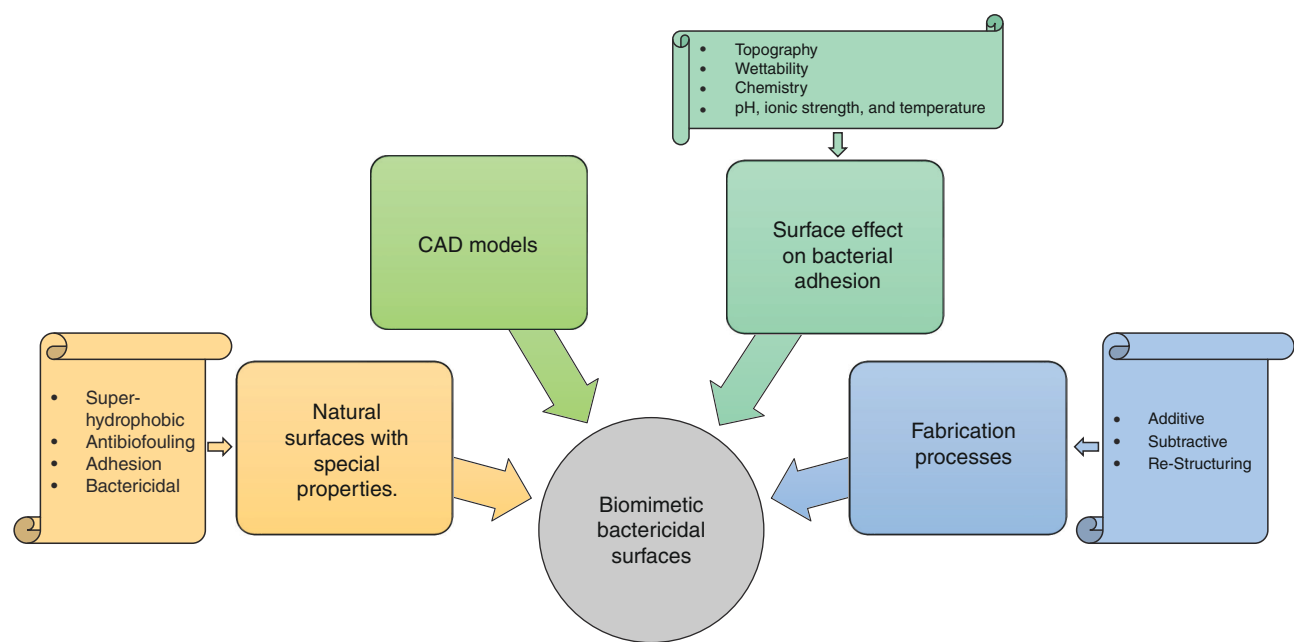 • Topography
• Wettability
• Chemistry
• pH, ionic strength, and temperature
CAD models
Surface effect
on bacterial
adhesion
• Super-
hydrophobic
• Antibiofouling
• Adhesion
• Bactericidal
Natural
surfaces with
special
properties.
Fabrication
processes
• Additive
• Subtractive
• Re-Structuring
Biomimetic
bactericidal
surfaces